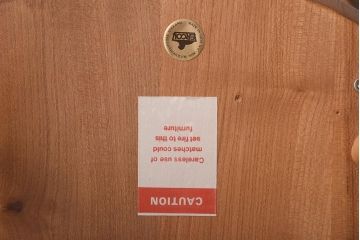 CAUTION
Careless use of
matches could
set fire to this
furniture